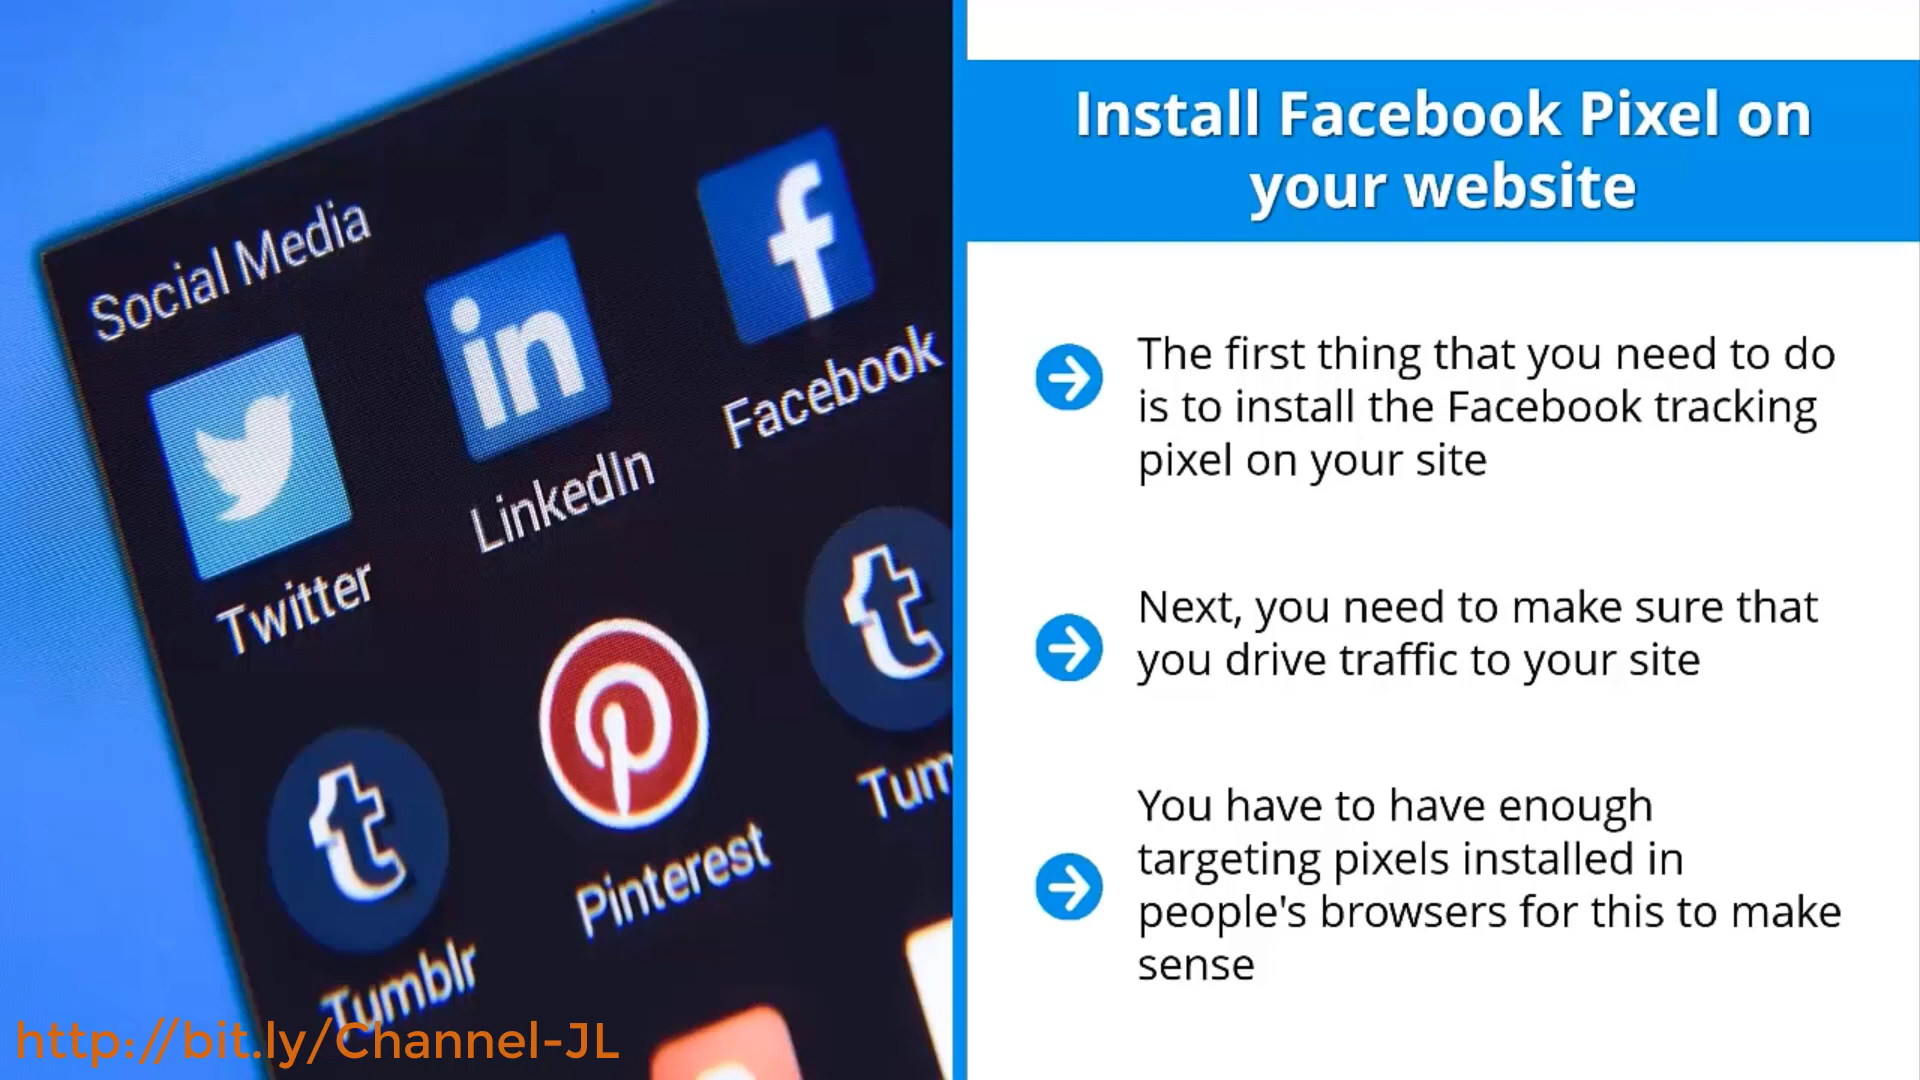 Social Media
Twitter
LinkedIn
Facebook
Tumblr
Pinterest
Tum
http://bit.ly/Channel-JL
Install Facebook Pixel on
your website
The first thing that you need to do
is to install the Facebook tracking
pixel on your site
Next, you need to make sure that
you drive traffic to your site
You have to have enough
targeting pixels installed in
people's browsers for this to make
sense